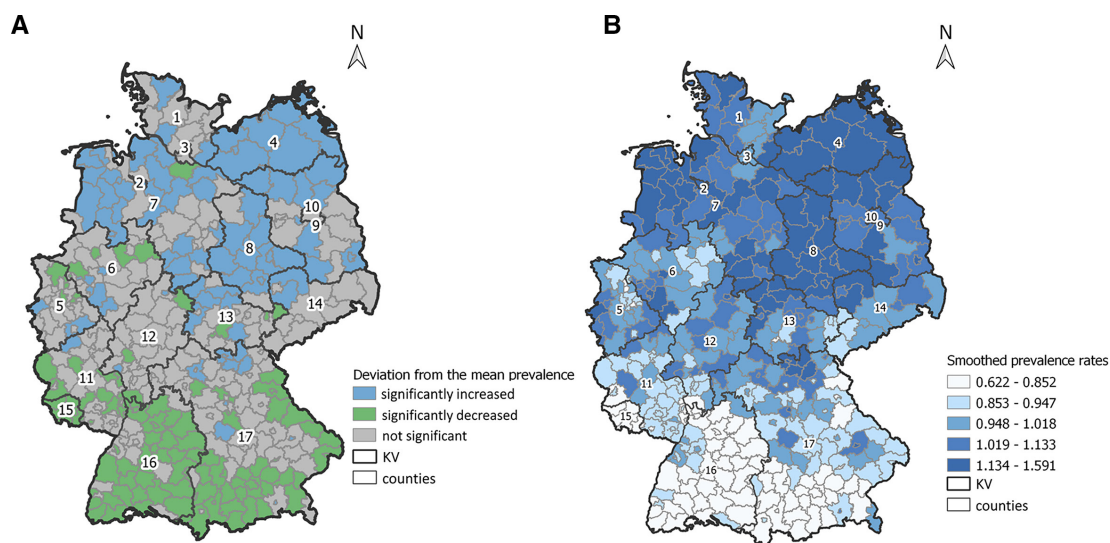 A
B
N
N
1
3
4
2
7
10
9
8
6
5
14
13
12
11
15
17
16
Deviation from the mean prevalence
significantly increased
significantly decreased
not significant
KV
counties
1
3
4
2
7
10
9
8
6
5
14
13
12
11
15
17
16
Smoothed prevalence rates
0.622 - 0.852
0.853 - 0.947
0.948 - 1.018
1.019 - 1.133
1.134 - 1.591
KV
counties